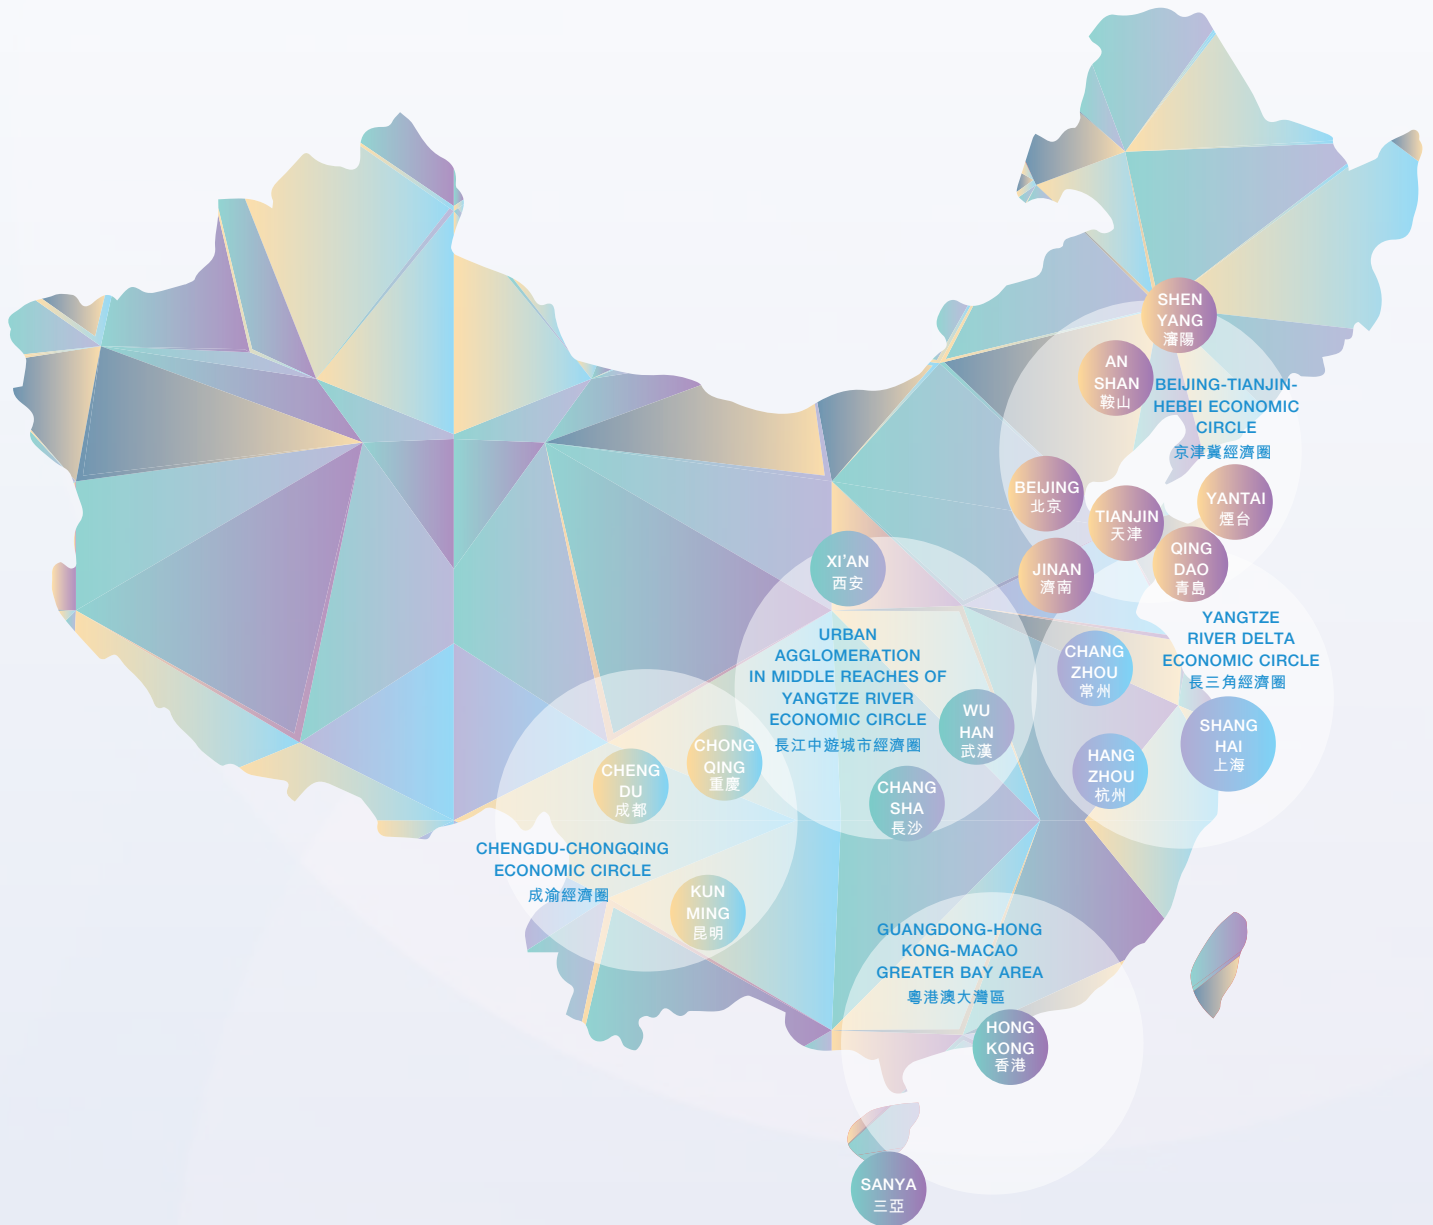 SHEN
YANG
瀋陽
AN
SHAN
鞍山
BEIJING-TIANJIN-
HEBEI ECONOMIC
CIRCLE
京津冀經濟圈
BEIJING
北京
TIANJIN
天津
YANTAI
煙台
JINAN
濟南
QING
DAO
青島
XI'AN
西安
URBAN
AGGLOMERATION
IN MIDDLE REACHES OF
YANGTZE RIVER
ECONOMIC CIRCLE
長江中遊城市經濟圈
WU
HAN
武漢
CHANG
SHA
長沙
YANGTZE
RIVER DELTA
ECONOMIC CIRCLE
長三角經濟圈
CHANG
ZHOU
常州
SHANG
HAI
上海
HANG
ZHOU
杭州
CHONG
QING
重慶
CHENG
DU
成都
CHENGDU-CHONGQING
ECONOMIC CIRCLE
成渝經濟圈
KUN
MING
昆明
GUANGDONG-HONG
KONG-MACAO
GREATER BAY AREA
粵港澳大灣區
HONG
KONG
香港
SANYA
三亞